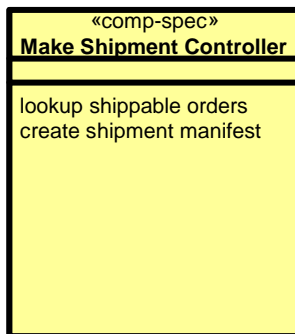 «comp-spec»
Make Shipment Controller
lookup shippable orders
create shipment manifest